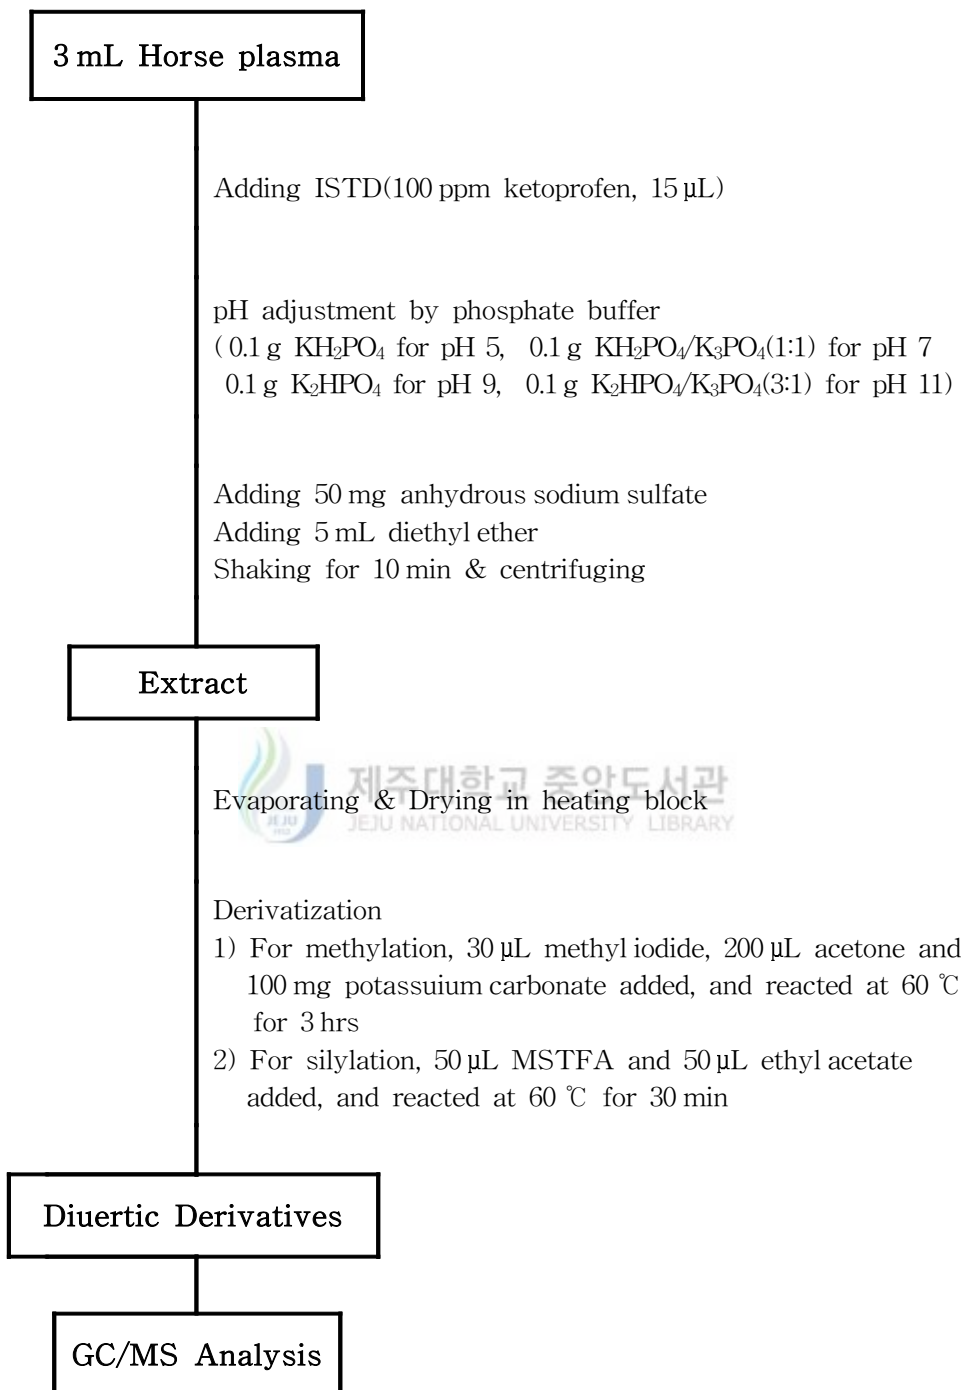 3 mL Horse plasma
Adding ISTD(100 ppm ketoprofen, 15 μL)
pH adjustment by phosphate buffer
( 0.1 g KH₂PO₄ for pH 5, 0.1 g KH₂PO₄/K₃PO₄(1:1) for pH 7
0.1 g K₂HPO₄ for pH 9, 0.1 g K₂HPO₄/K₃PO₄(3:1) for pH 11)
Adding 50 mg anhydrous sodium sulfate
Adding 5 mL diethyl ether
Shaking for 10 min & centrifuging
Extract
제주대학교 중앙도서관
Evaporating & Drying in heating block
JEJU NATIONAL UNIVERSITY LIBRARY
JEJU
1952
Derivatization
1) For methylation, 30 μL methyl iodide, 200 μL acetone and
100 mg potassuium carbonate added, and reacted at 60 ℃
for 3 hrs
2) For silylation, 50 μL MSTFA and 50 μL ethyl acetate
added, and reacted at 60 ℃ for 30 min
Diuertic Derivatives
GC/MS Analysis